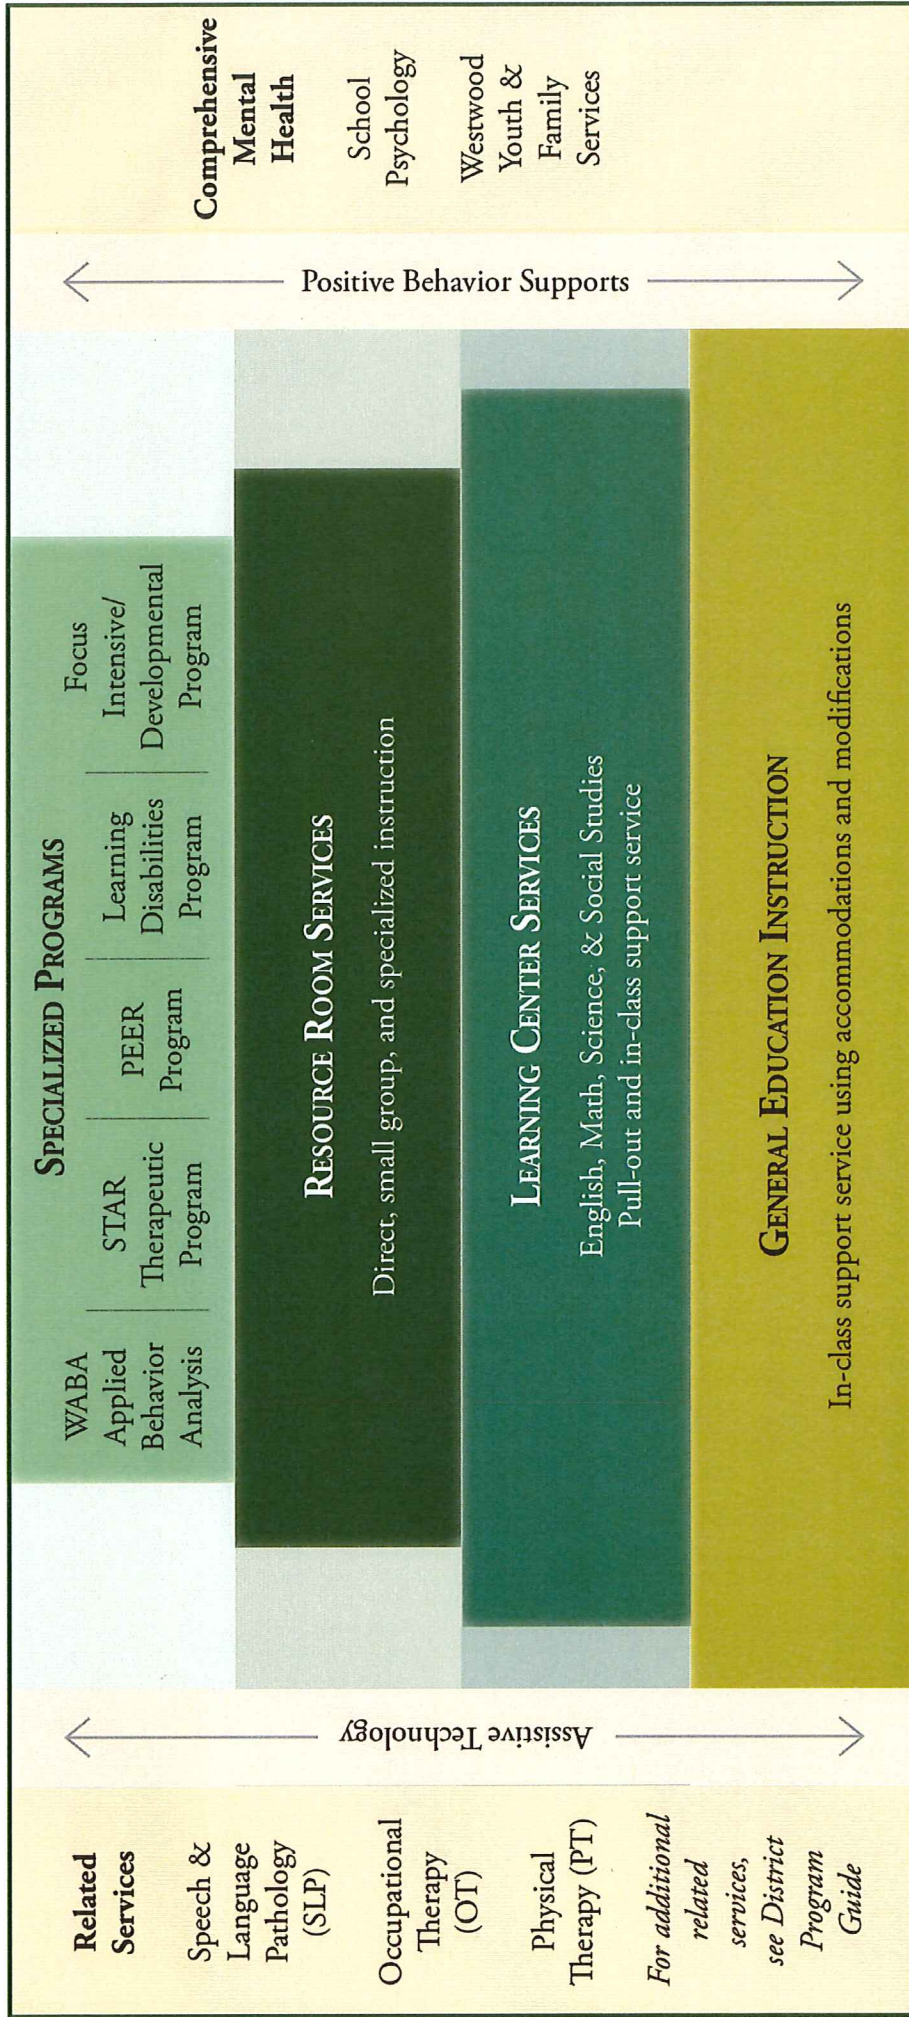 Related
Services
Speech &
Language
Pathology
(SLP)
Occupational
Therapy
(OT)
Physical
Therapy (PT)
For additional
related
services,
see District
Program
Guide
Assistive Technology
SPECIALIZED PROGRAMS
WABA
Applied
Behavior
Analysis
STAR
Therapeutic
Program
PEER
Program
Learning
Disabilities
Program
Focus
Intensive/
Developmental
Program
RESOURCE ROOM SERVICES
Direct, small group, and specialized instruction
LEARNING CENTER SERVICES
English, Math, Science, & Social Studies
Pull-out and in-class support service
GENERAL EDUCATION INSTRUCTION
In-class support service using accommodations and modifications
Positive Behavior Supports
Comprehensive
Mental
Health
School
Psychology
Westwood
Youth &
Family
Services